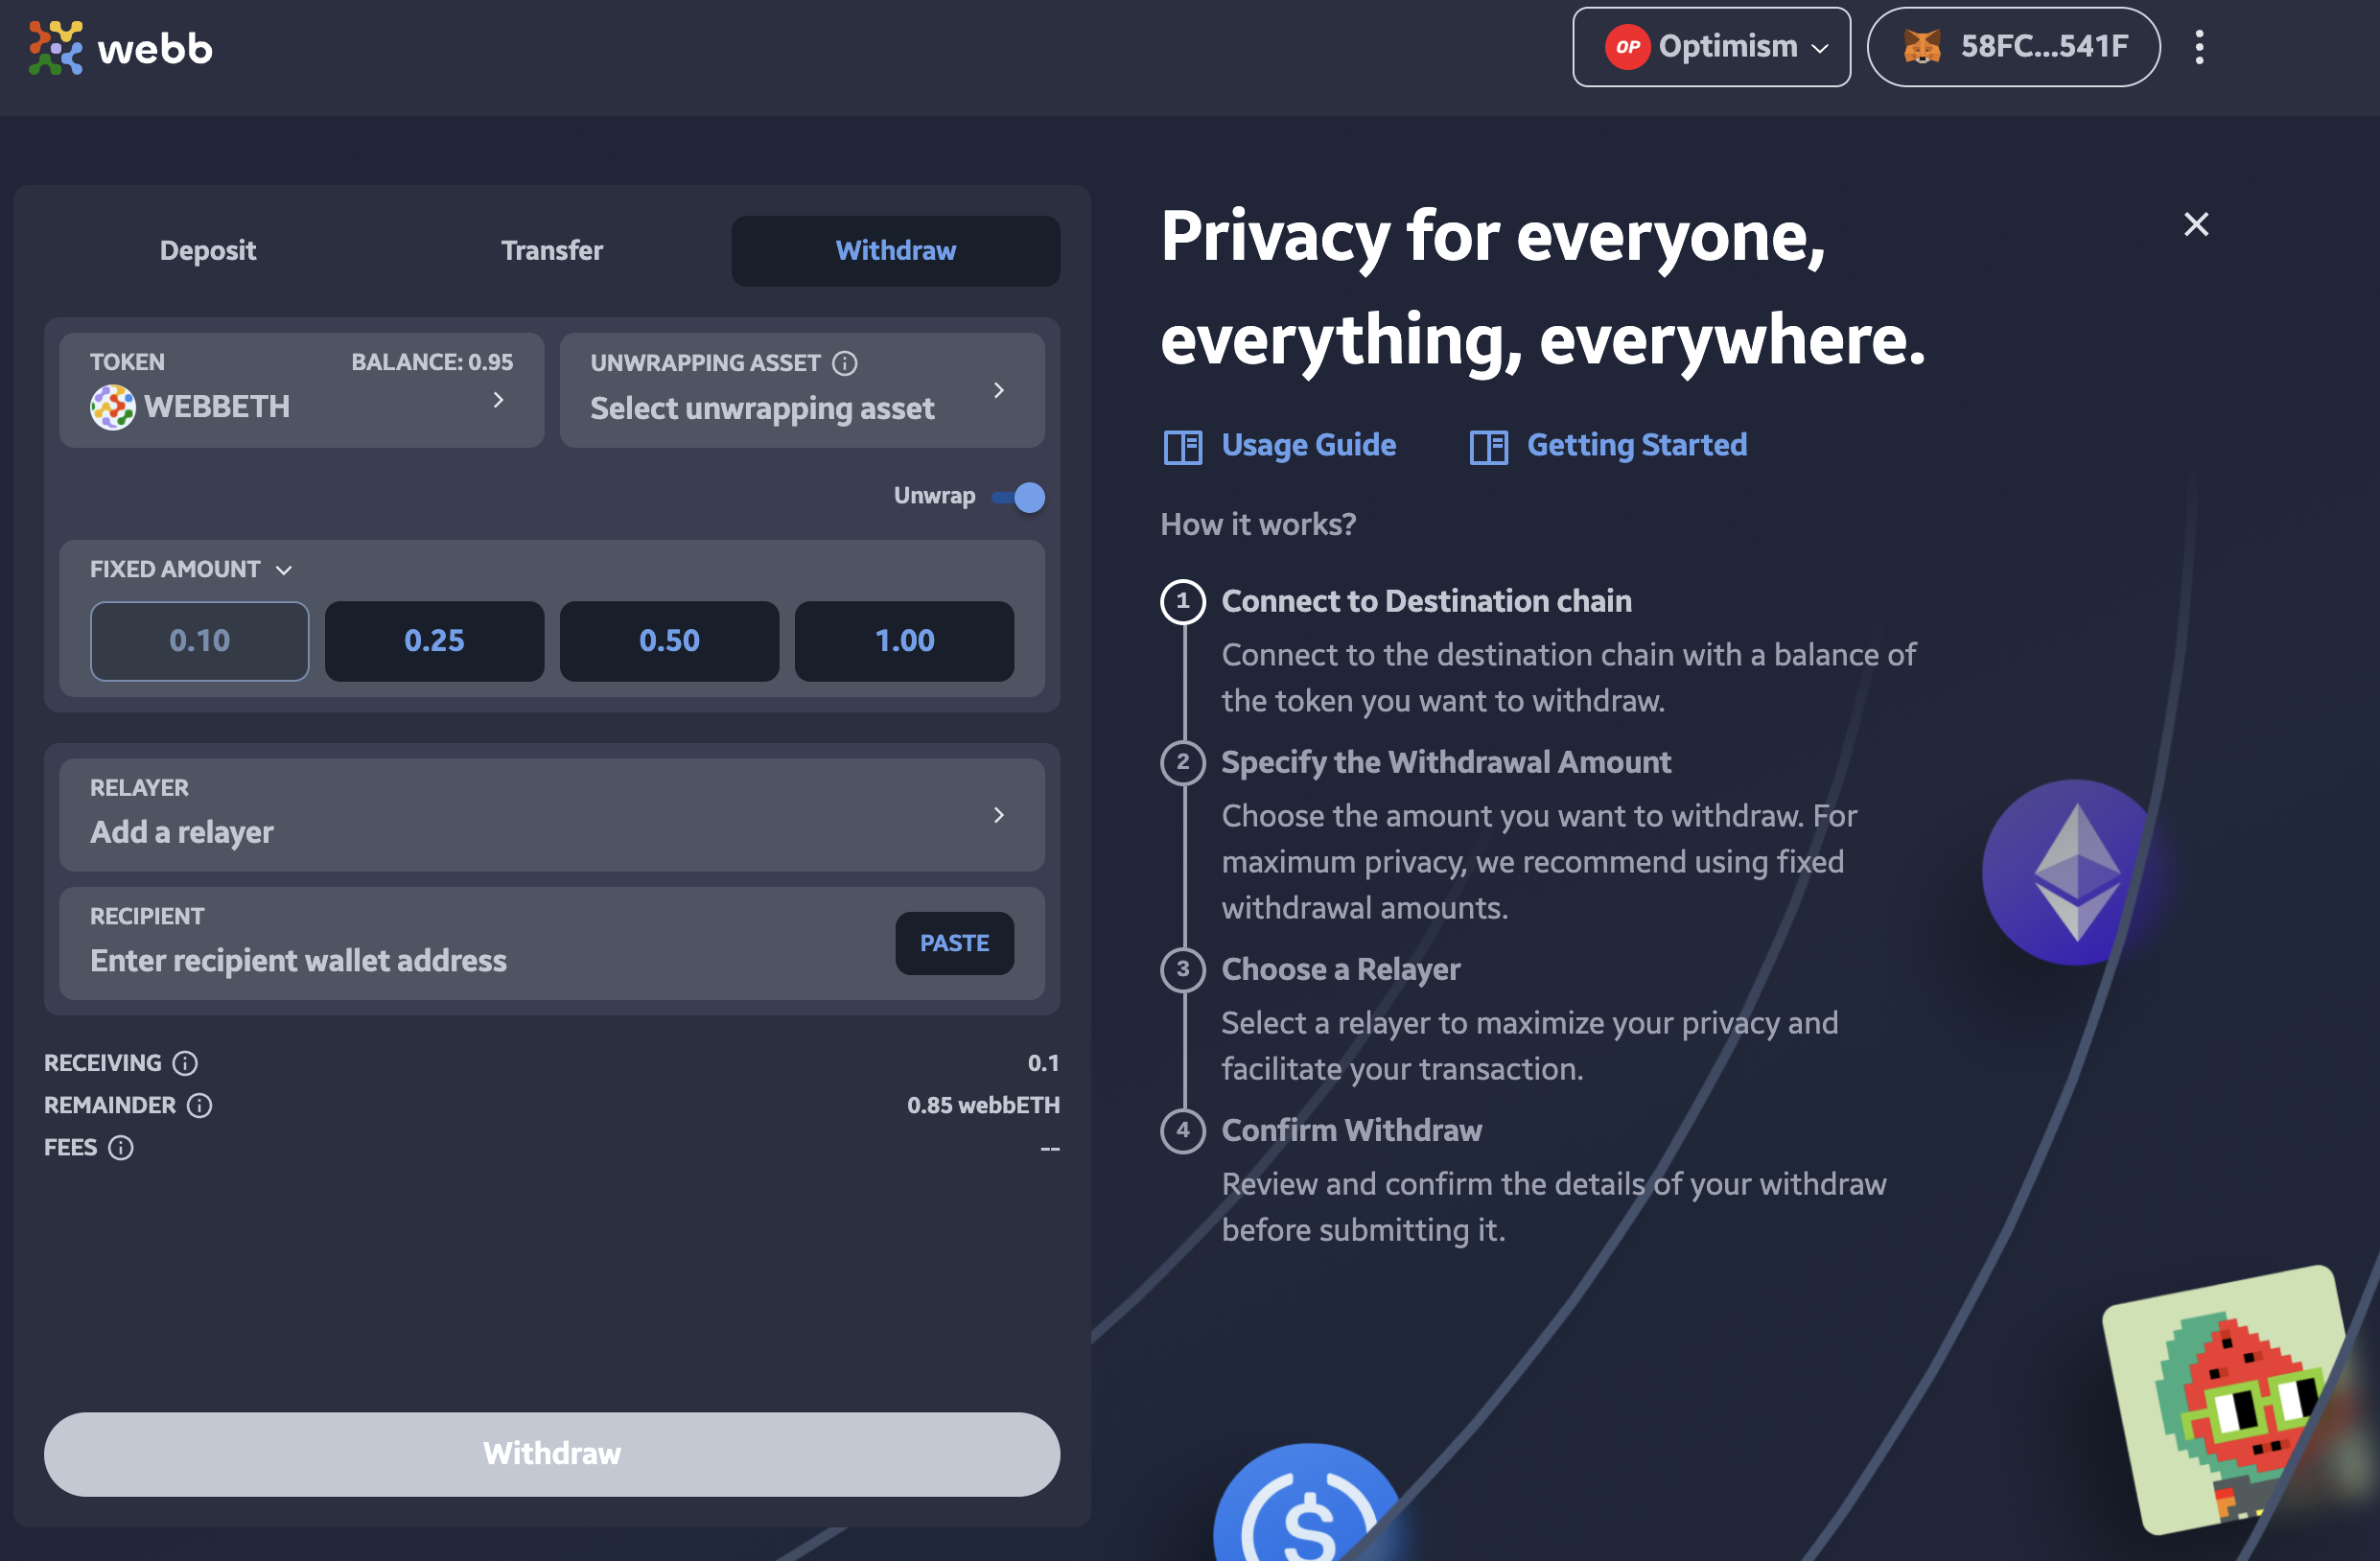 webb
OP Optimism
58FC...541F
Deposit
Transfer
Withdraw
TOKEN
BALANCE: 0.95
WEBBETH
UNWRAPPING ASSET
Select unwrapping asset
Unwrap
FIXED AMOUNT
0.10
0.25
0.50
1.00
RELAYER
Add a relayer
RECIPIENT
Enter recipient wallet address
PASTE
RECEIVING
0.1
REMAINDER
0.85 webbETH
FEES
--
Withdraw
Privacy for everyone,
everything, everywhere.
Usage Guide
Getting Started
How it works?
1 Connect to Destination chain
Connect to the destination chain with a balance of
the token you want to withdraw.
2 Specify the Withdrawal Amount
Choose the amount you want to withdraw. For
maximum privacy, we recommend using fixed
withdrawal amounts.
3 Choose a Relayer
Select a relayer to maximize your privacy and
facilitate your transaction.
4 Confirm Withdraw
Review and confirm the details of your withdraw
before submitting it.
$